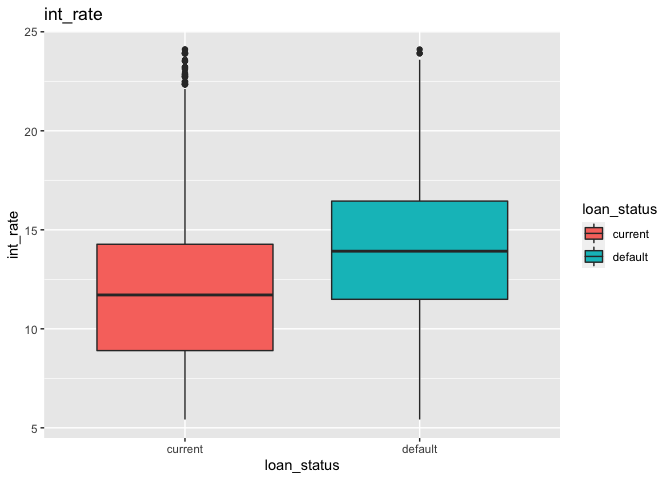 int_rate
25
20
15
10
5
int_rate
current
default
loan_status
loan_status
current
default